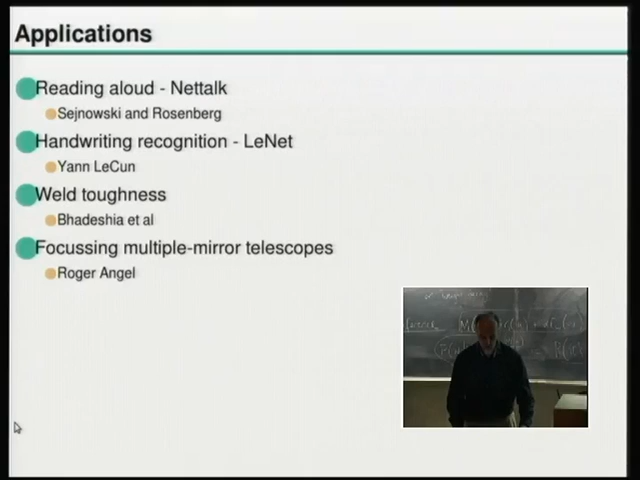 Applications
Reading aloud - Nettalk
Sejnowski and Rosenberg
Handwriting recognition - LeNet
Yann LeCun
Weld toughness
Bhadeshia et al
Focussing multiple-mirror telescopes
Roger Angel